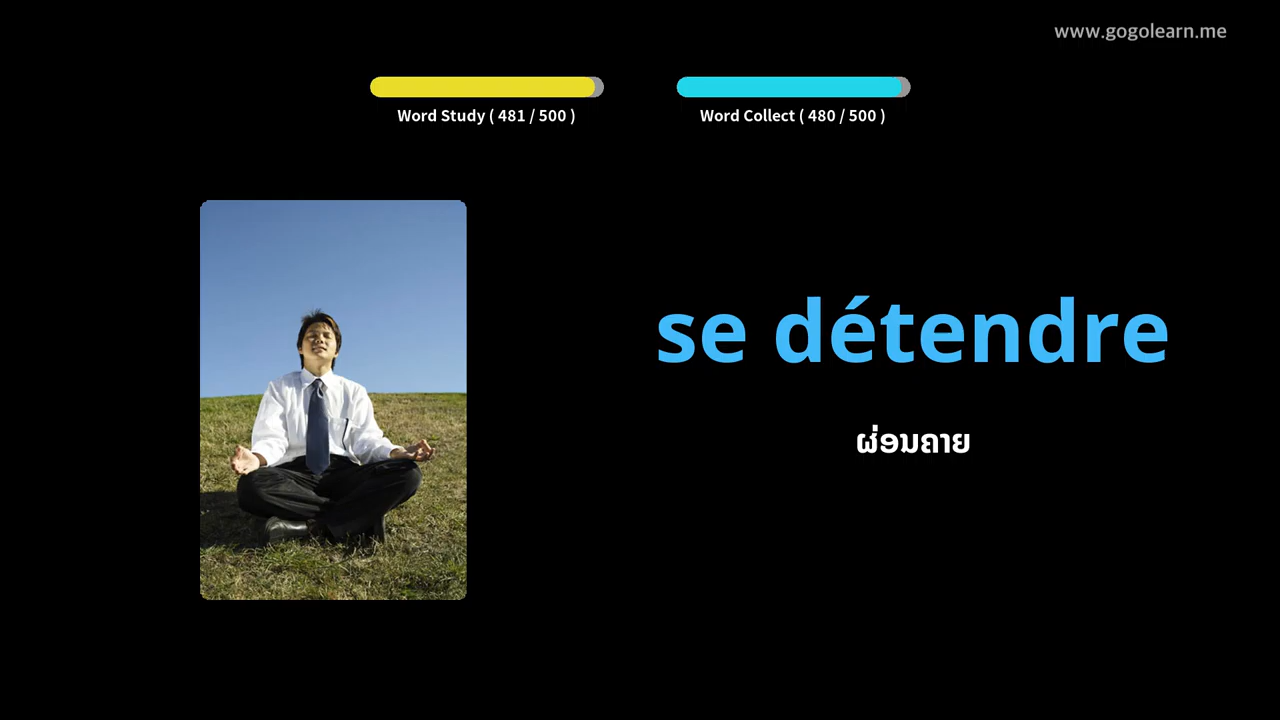 www.gogolearn.me
Word Study ( 481 / 500 )
Word Collect ( 480 / 500 )
se détendre
ຜ່ອນຄາຍ